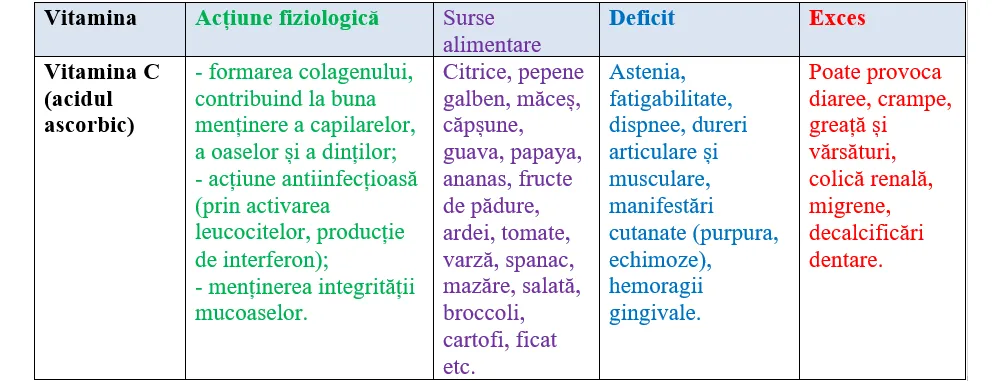 Vitamina
Acțiune fiziologică
Surse
alimentare
Deficit
Exces
Vitamina C
(acidul
ascorbic)
- formarea colagenului,
contribuind la buna
menținere a capilarelor,
a oaselor și a dinților;
- acțiune antiinfecțioasă
(prin activarea
leucocitelor, producție
de interferon);
- menținerea integrității
mucoaselor.
Citrice, pepene
galben, măceș,
căpșune,
guava, papaya,
ananas, fructe
de pădure,
ardei, tomate,
varză, spanac,
mazăre, salată,
broccoli,
cartofi, ficat
etc.
Astenia,
fatigabilitate,
dispnee, dureri
articulare și
musculare,
manifestări
cutanate (purpura,
echimoze),
hemoragii
gingivale.
Poate provoca
diaree, crampe,
greață și
vărsături,
colică renală,
migrene,
decalcificări
dentare.